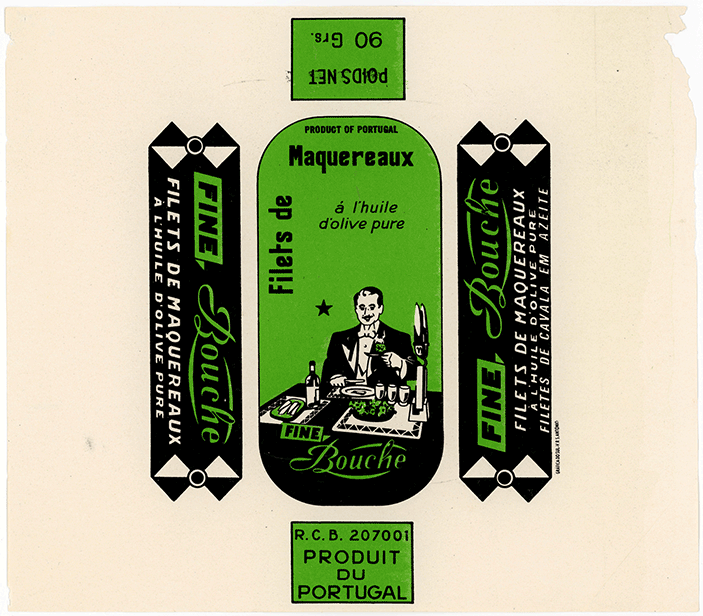 POIDS NET
90 Grs.
PRODUCT OF PORTUGAL
Maquereaux
Filets de
á l'huile
d'olive pure
FINE
Bouche
FINE Bouche
FILETS DE MAQUEREAUX
À L'HUILE D'OLIVE PURE
FINE Bouche
FILETS DE MAQUEREAUX
À L'HUILE D'OLIVE PURE
FILETES DE CAVALA EM AZEITE
R.C.B. 207001
PRODUIT
DU
PORTUGAL